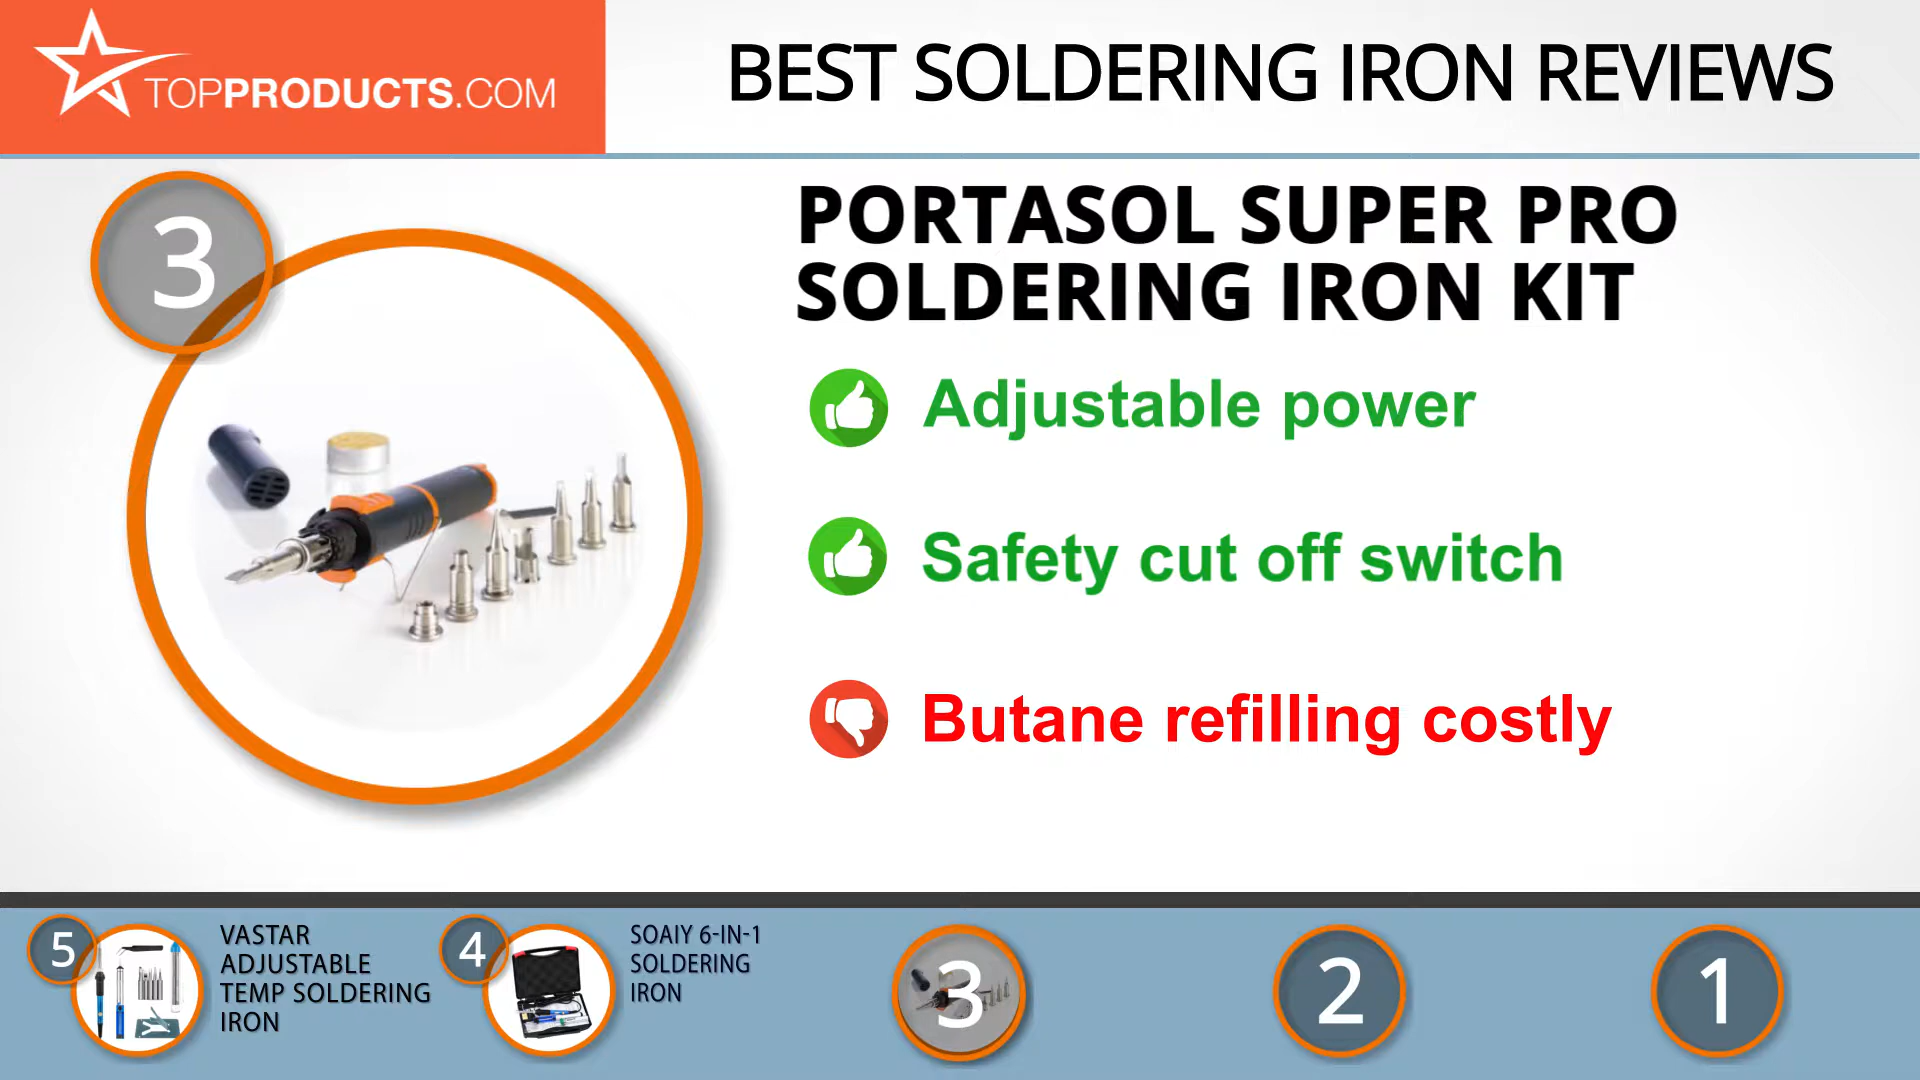 TOPPRODUCTS.COM
BEST SOLDERING IRON REVIEWS
3
PORTASOL SUPER PRO
SOLDERING IRON KIT
Adjustable power
Safety cut off switch
Butane refilling costly
5
VASTAR
ADJUSTABLE
TEMP SOLDERING
IRON
4
SOAIY 6-IN-1
SOLDERING
IRON
3
2
1